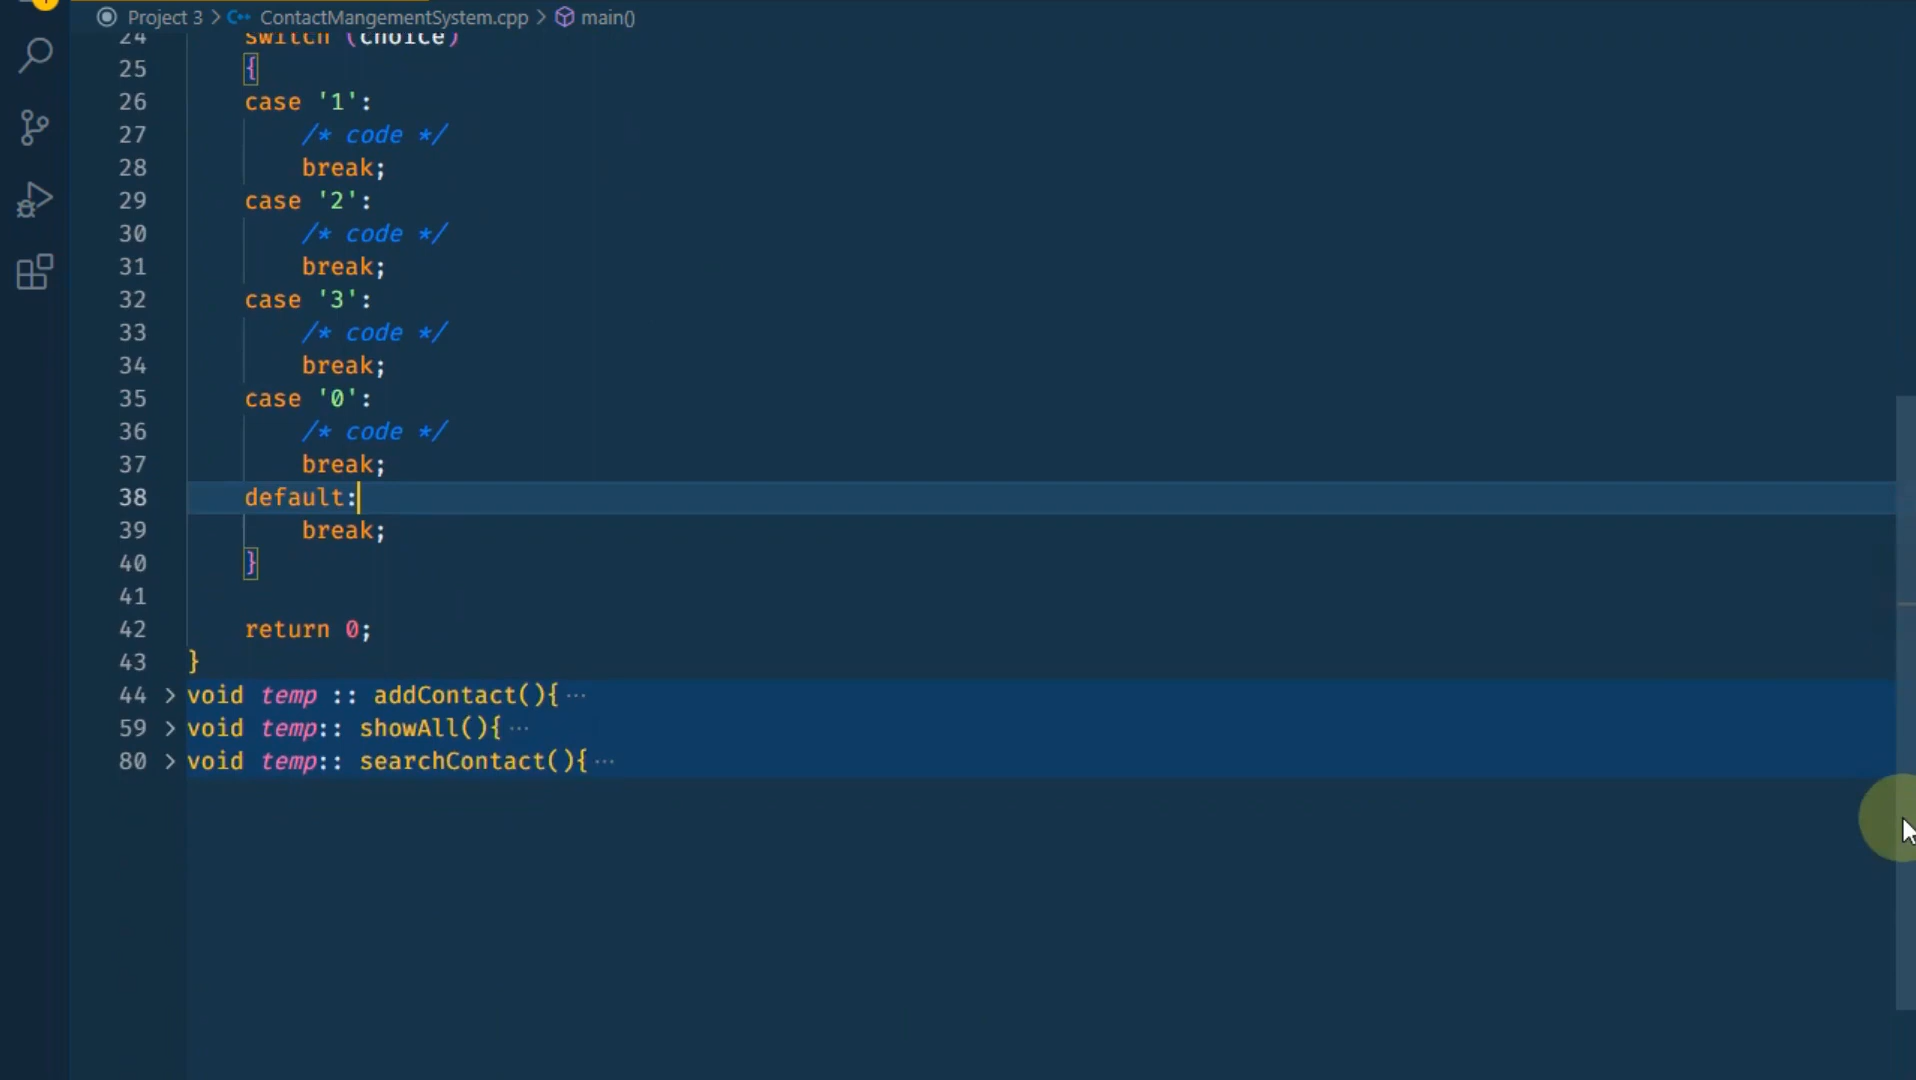 Project 3 > ContactMangementSystem.cpp > main()
24 switch (choice)
25 {
26 case '1':
27 /* code */
28 break;
29 case '2':
30 /* code */
31 break;
32 case '3':
33 /* code */
34 break;
35 case '0':
36 /* code */
37 break;
38 default:
39 break;
40 }
41
42 return 0;
43 }
44 > void temp :: addContact(){ ···
59 > void temp:: showAll(){ ···
80 > void temp:: searchContact(){ ···